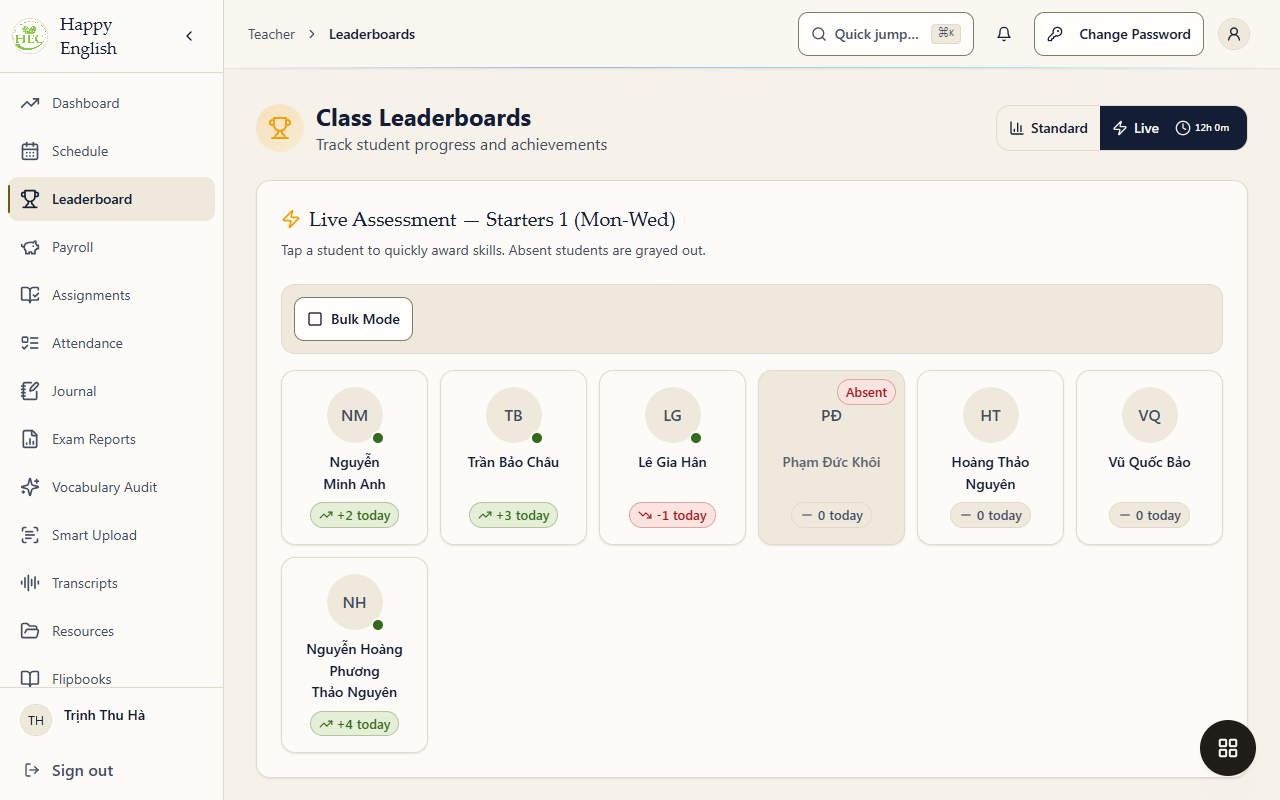 HEC
Happy
English
Dashboard
Schedule
Leaderboard
Payroll
Assignments
Attendance
Journal
Exam Reports
Vocabulary Audit
Smart Upload
Transcripts
Resources
Flipbooks
TH
Trịnh Thu Hà
Sign out
Teacher
Leaderboards
Quick jump...
⌘K
Change Password
Class Leaderboards
Track student progress and achievements
Standard
Live
12h 0m
Live Assessment — Starters 1 (Mon-Wed)
Tap a student to quickly award skills. Absent students are grayed out.
Bulk Mode
NM
Nguyễn
Minh Anh
+2 today
TB
Trần Bảo Châu
+3 today
LG
Lê Gia Hân
-1 today
Absent
PĐ
Phạm Đức Khôi
0 today
HT
Hoàng Thảo
Nguyên
0 today
VQ
Vũ Quốc Bảo
0 today
NH
Nguyễn Hoàng
Phương
Thảo Nguyên
+4 today